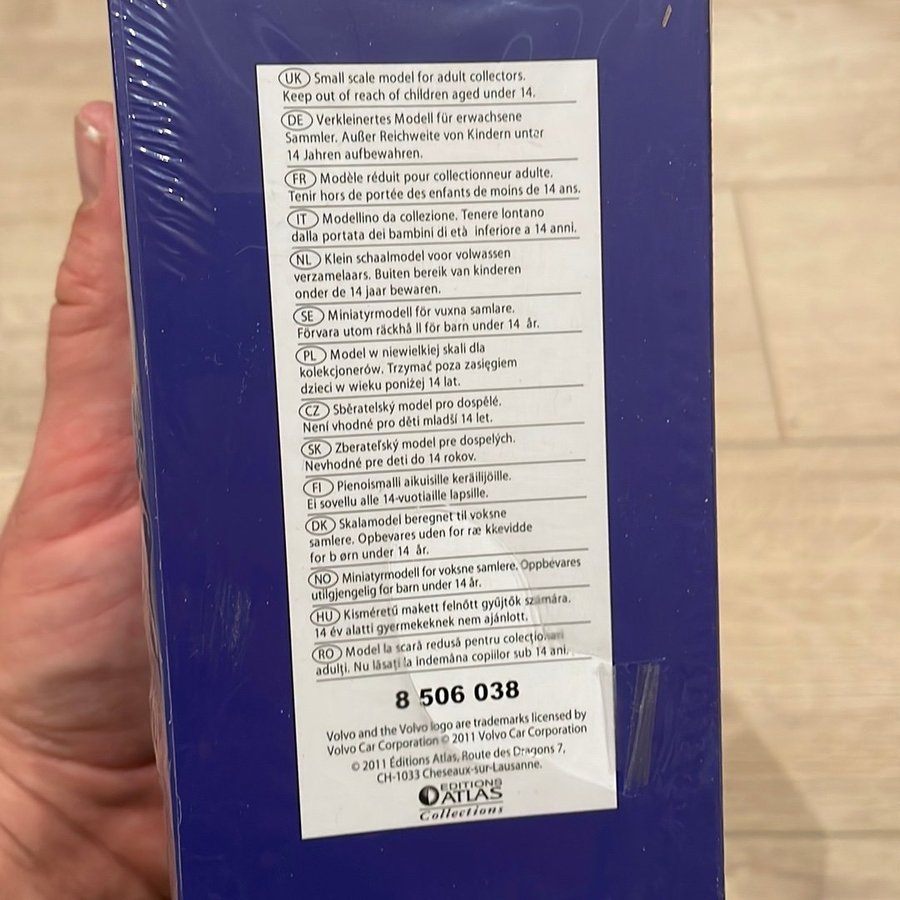 UK Small scale model for adult collectors.
Keep out of reach of children aged under 14.
DE Verkleinertes Modell für erwachsene
Sammler. Außer Reichweite von Kindern unter
14 Jahren aufbewahren.
FR Modèle réduit pour collectionneur adulte.
Tenir hors de portée des enfants de moins de 14 ans.
IT Modellino da collezione. Tenere lontano
dalla portata dei bambini di età inferiore a 14 anni.
NL Klein schaalmodel voor volwassen
verzamelaars. Buiten bereik van kinderen
onder de 14 jaar bewaren.
SE Miniatyrmodell för vuxna samlare.
Förvara utom räckhå ll för barn under 14 år.
PL Model w niewielkiej skali dla
kolekcjonerów. Trzymać poza zasięgiem
dzieci w wieku poniżej 14 lat.
CZ Sběratelský model pro dospělé.
Není vhodné pro děti mladší 14 let.
SK Zberateľský model pre dospelých.
Nevhodné pre deti do 14 rokov.
FI Pienoismalli aikuisille keräilijöille.
Ei sovellu alle 14-vuotiaille lapsille.
DK Skalamodel beregnet til voksne
samlere. Opbevares uden for ræ kkevidde
for b ørn under 14 år.
NO Miniatyrmodell for voksne samlere. Oppbevares
utilgjengelig for barn under 14 år.
HU Kisméretű makett felnőtt gyűjtők számára.
14 év alatti gyermekeknek nem ajánlott.
RO Model la scară redusă pentru colecționari
adulți. Nu lăsați la îndemâna copiilor sub 14 ani.
8 506 038
Volvo and the Volvo logo are trademarks licensed by
Volvo Car Corporation © 2011 Volvo Car Corporation
© 2011 Éditions Atlas, Route des Dragons 7,
CH-1033 Cheseaux-sur-Lausanne.
EDITIONS
ATLAS
Collections